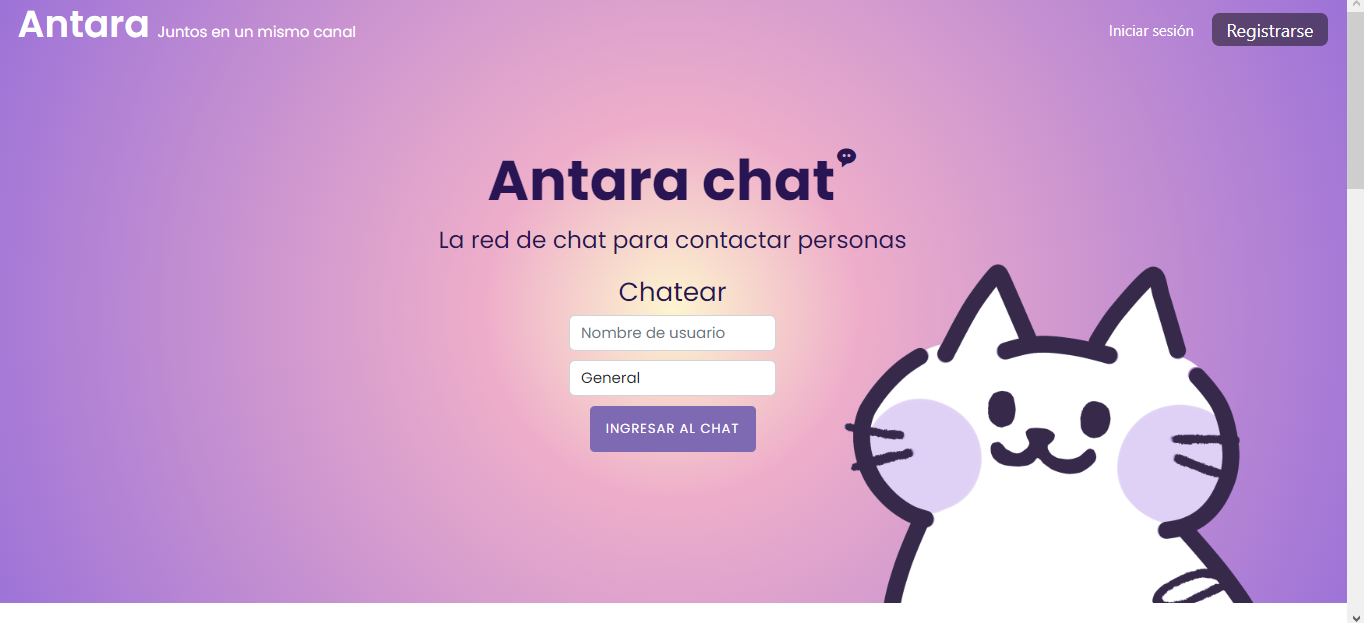 Antara Juntos en un mismo canal
Iniciar sesión
Registrarse
Antara chat
La red de chat para contactar personas
Chatear
Nombre de usuario
General
INGRESAR AL CHAT